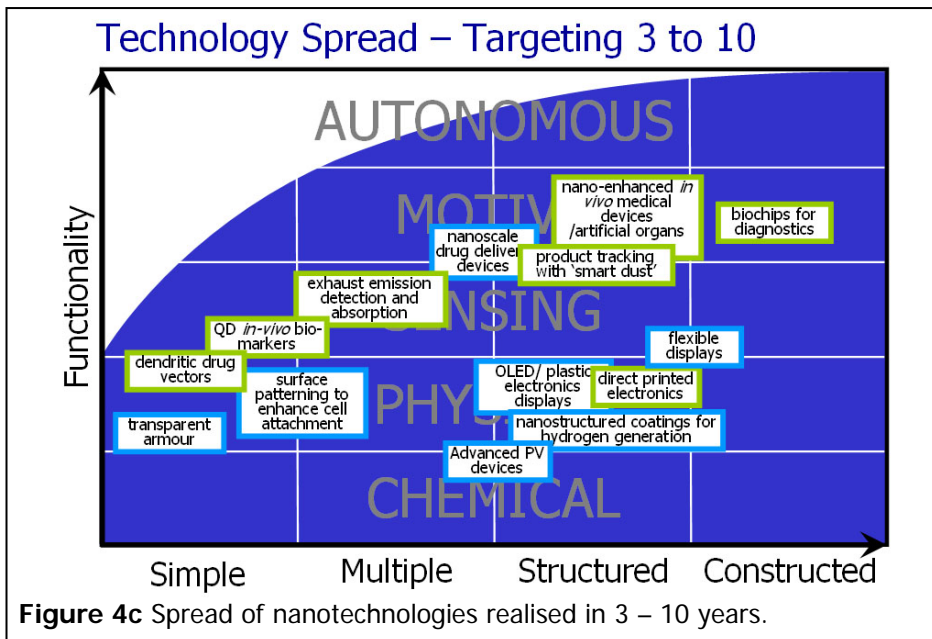 Technology Spread – Targeting 3 to 10
Functionality
AUTONOMOUS
nano-enhanced in
vivo medical
devices
/artificial organs
biochips for
diagnostics
MOTIV
nanoscale
drug deliver
devices
product tracking
with ‘smart dust’
exhaust emission
detection and
absorption
SENSING
QD in-vivo bio-
markers
flexible
displays
dendritic drug
vectors
surface
patterning to
enhance cell
attachment
OLED/ plastic
electronics
displays
direct printed
electronics
PHYS
transparent
armour
nanostructured coatings for
hydrogen generation
Advanced PV
devices
CHEMICAL
Simple
Multiple
Structured
Constructed
Figure 4c Spread of nanotechnologies realised in 3 – 10 years.